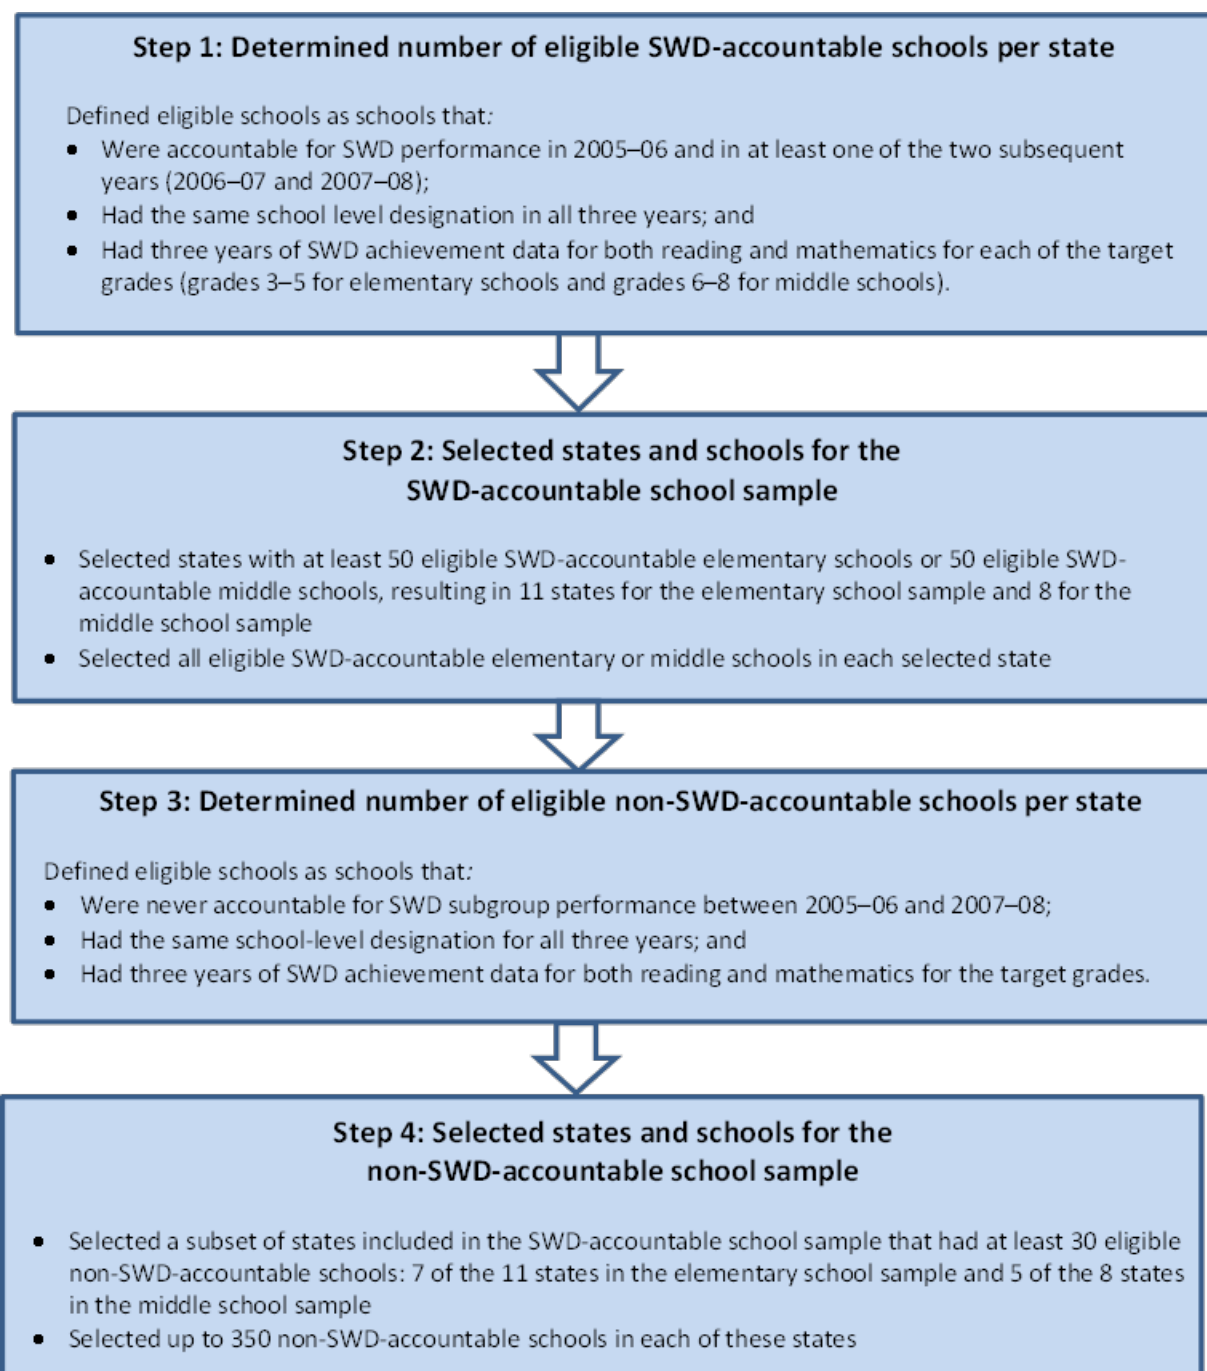 Step 1: Determined number of eligible SWD-accountable schools per state
Defined eligible schools as schools that:
• Were accountable for SWD performance in 2005–06 and in at least one of the two subsequent
years (2006–07 and 2007–08);
• Had the same school level designation in all three years; and
• Had three years of SWD achievement data for both reading and mathematics for each of the target
grades (grades 3–5 for elementary schools and grades 6–8 for middle schools).
Step 2: Selected states and schools for the
SWD-accountable school sample
• Selected states with at least 50 eligible SWD-accountable elementary schools or 50 eligible SWD-
accountable middle schools, resulting in 11 states for the elementary school sample and 8 for the
middle school sample
• Selected all eligible SWD-accountable elementary or middle schools in each selected state
Step 3: Determined number of eligible non-SWD-accountable schools per state
Defined eligible schools as schools that:
• Were never accountable for SWD subgroup performance between 2005–06 and 2007–08;
• Had the same school-level designation for all three years; and
• Had three years of SWD achievement data for both reading and mathematics for the target grades.
Step 4: Selected states and schools for the
non-SWD-accountable school sample
• Selected a subset of states included in the SWD-accountable school sample that had at least 30 eligible
non-SWD-accountable schools: 7 of the 11 states in the elementary school sample and 5 of the 8 states
in the middle school sample
• Selected up to 350 non-SWD-accountable schools in each of these states